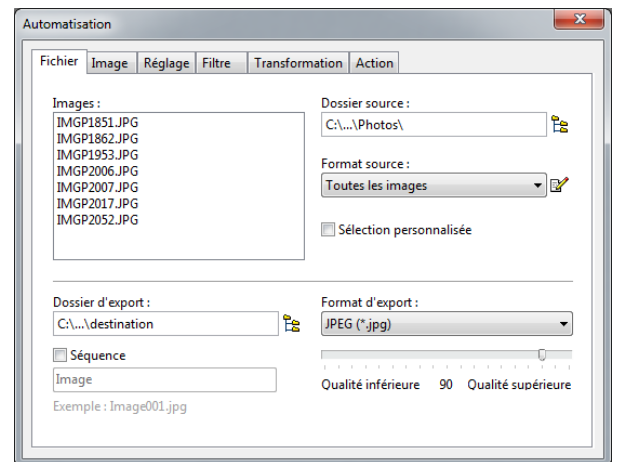 Automatisation
Fichier Image Réglage Filtre Transformation Action
Images :
IMGP1851.JPG
IMGP1862.JPG
IMGP1953.JPG
IMGP2006.JPG
IMGP2007.JPG
IMGP2017.JPG
IMGP2052.JPG
Dossier source :
C:\...\Photos\
Format source :
Toutes les images
Sélection personnalisée
Dossier d'export :
C:\...\destination
Séquence
Image
Exemple : Image001.jpg
Format d'export :
JPEG (*.jpg)
Qualité inférieure 90 Qualité supérieure